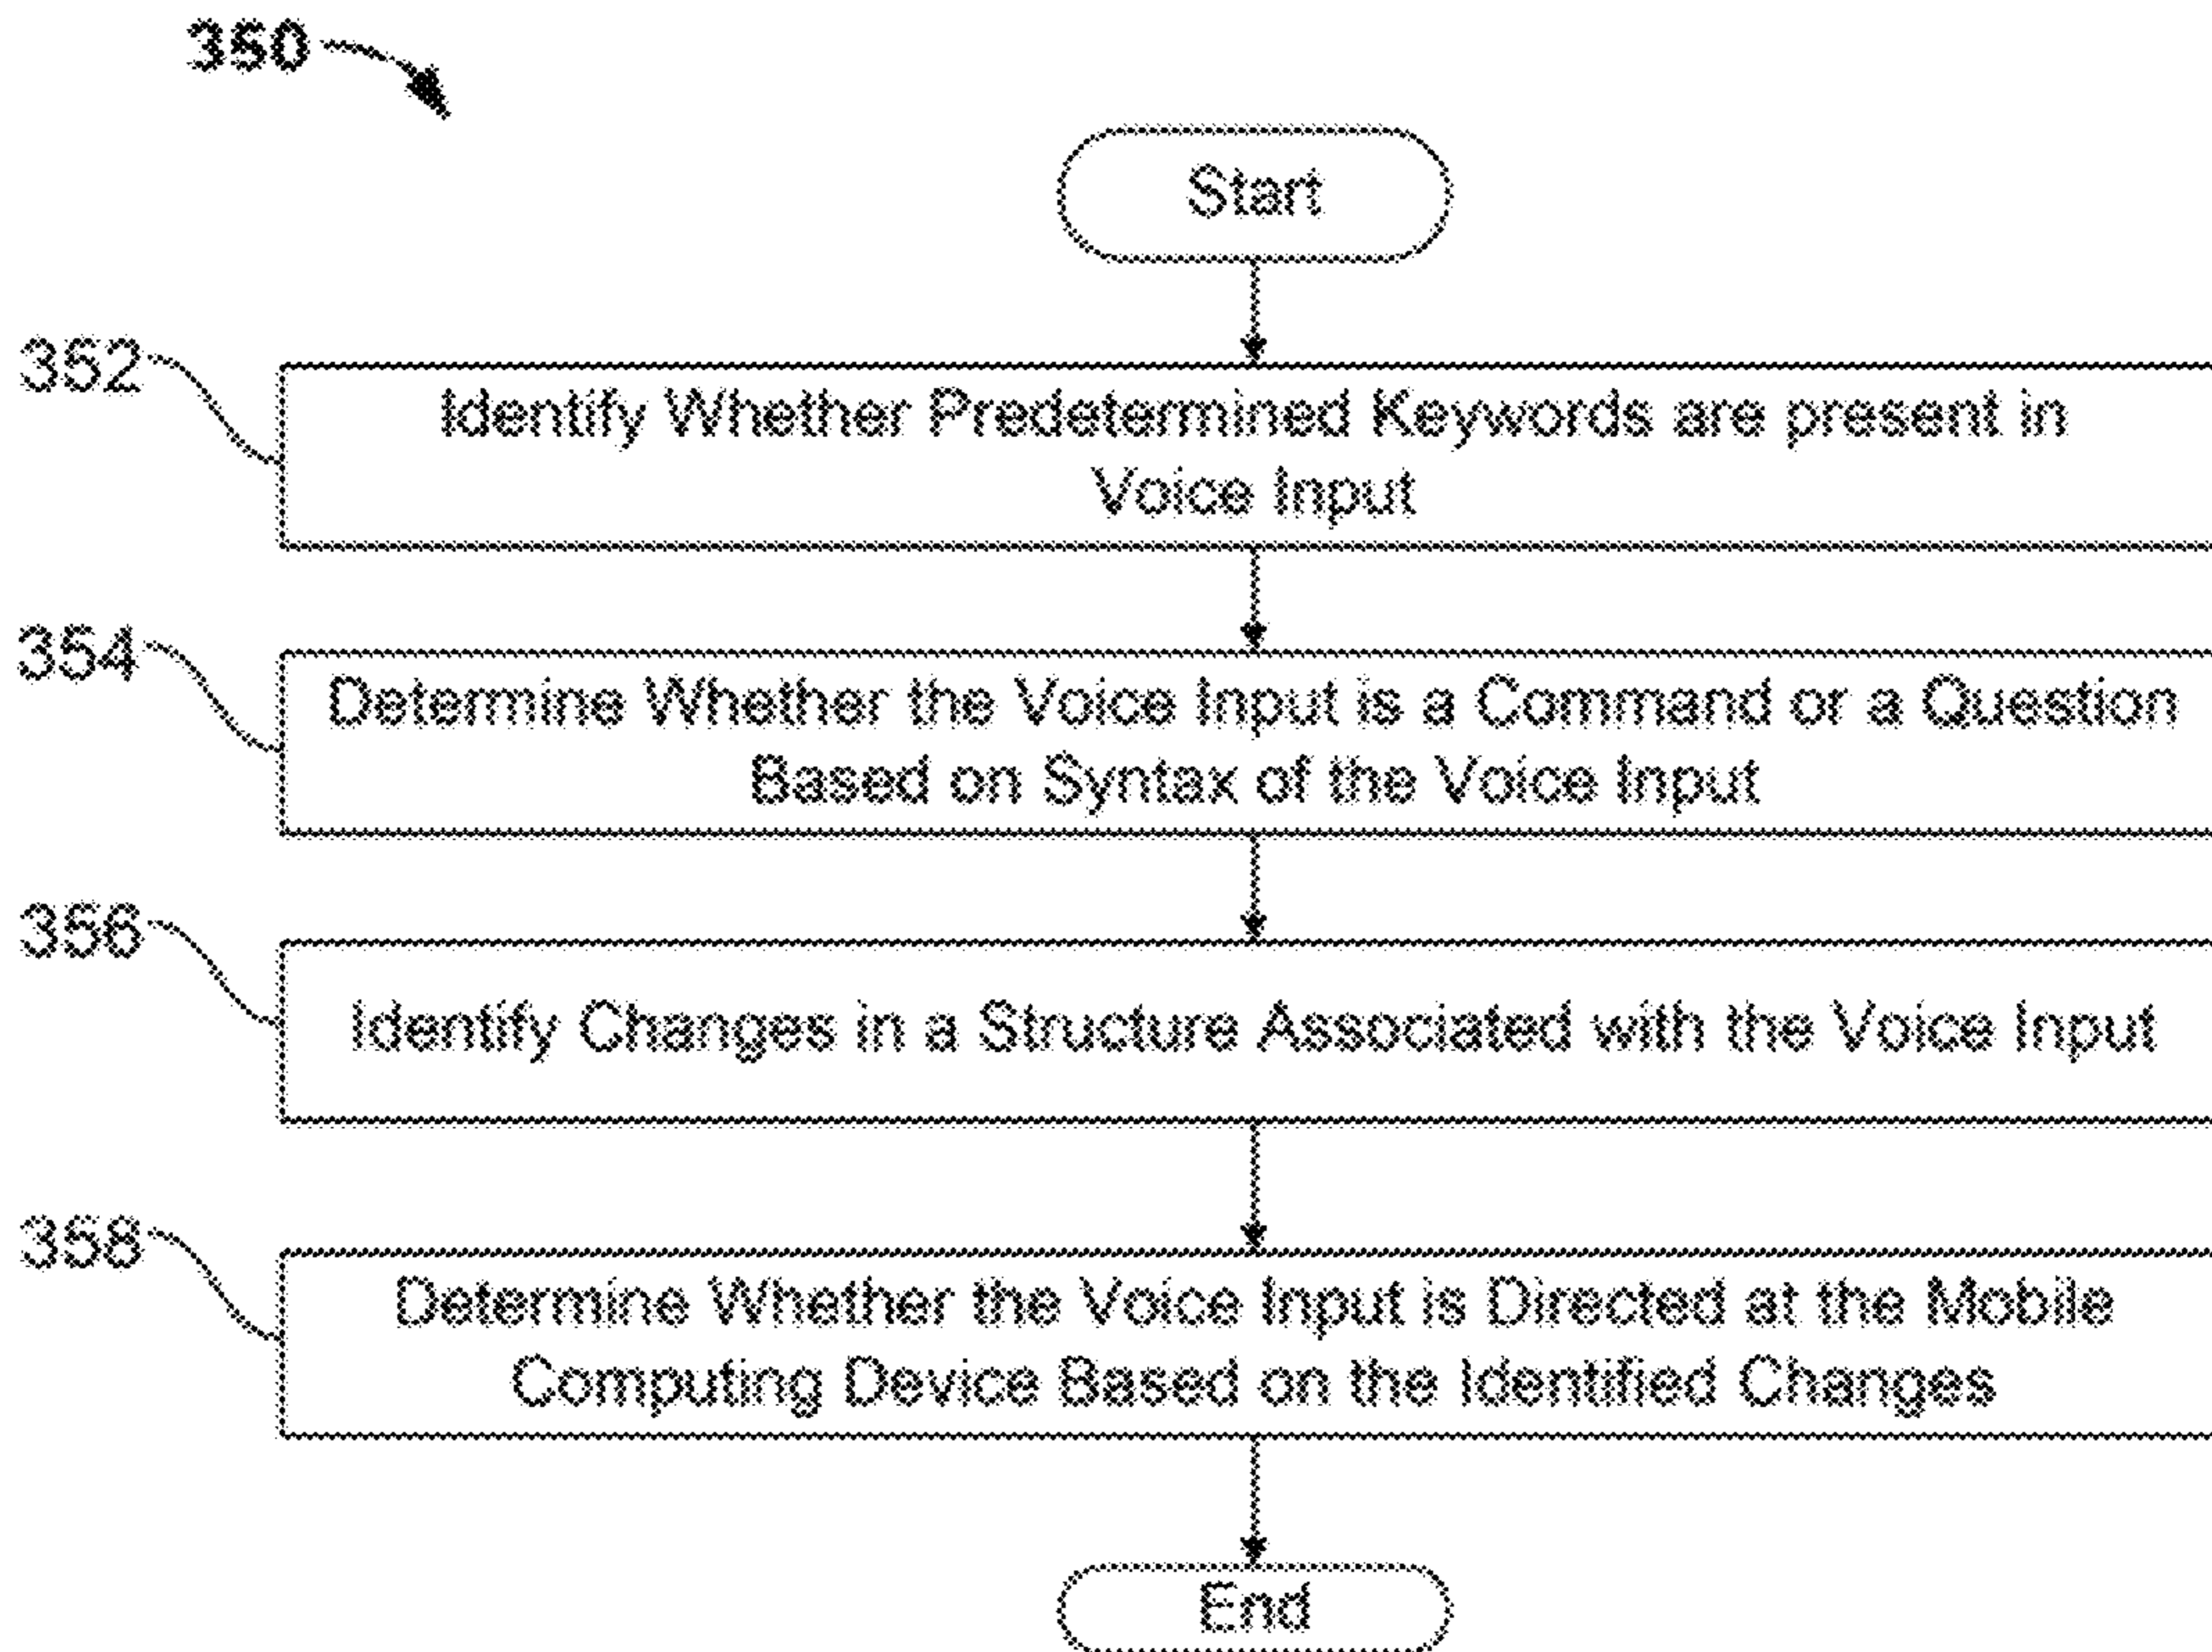 350
Start
352
Identify Whether Predetermined Keywords are present in
Voice Input
354
Determine Whether the Voice Input is a Command or a Question
Based on Syntax of the Voice Input
356
Identify Changes in a Structure Associated with the Voice Input
358
Determine Whether the Voice Input is Directed at the Mobile
Computing Device Based on the Identified Changes
End